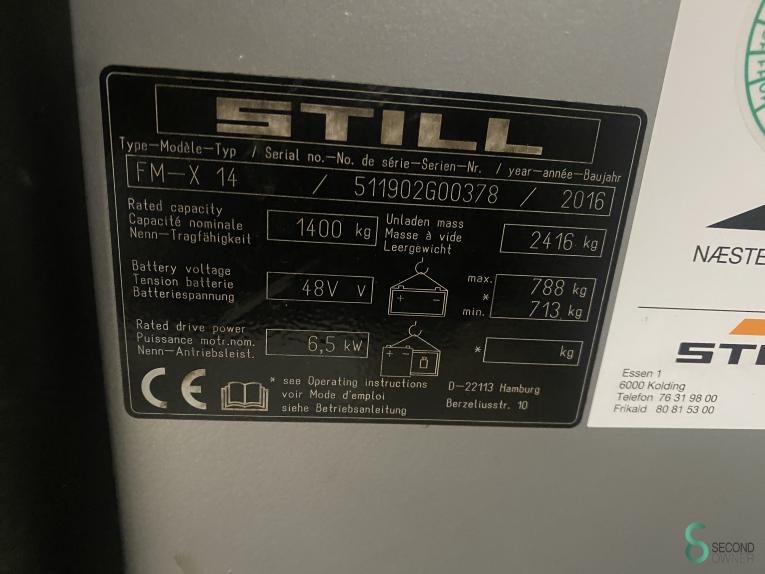 STILL
Type-Modèle-Typ / Serial no.-No. de série-Serien-Nr. / year-année-Baujahr
FM-X 14 / 511902G00378 / 2016
Rated capacity
Capacité nominale
Nenn-Tragfähigkeit
1400 kg
Unladen mass
Masse à vide
Leergewicht
2416 kg
Battery voltage
Tension batterie
Batteriespannung
48V v
+ -
max. 788 kg
*
min. 713 kg
Rated drive power
Puissance motr.nom.
Nenn-Antriebsleist.
6,5 kW
+ -
* kg
CE
* see Operating instructions
voir Mode d'emploi
siehe Betriebsanleitung
D-22113 Hamburg
Berzeliusstr. 10
NÆSTE
STI
Essen 1
6000 Kolding
Telefon 76 31 98 00
Frikald 80 81 53 00
SECOND
OWNER